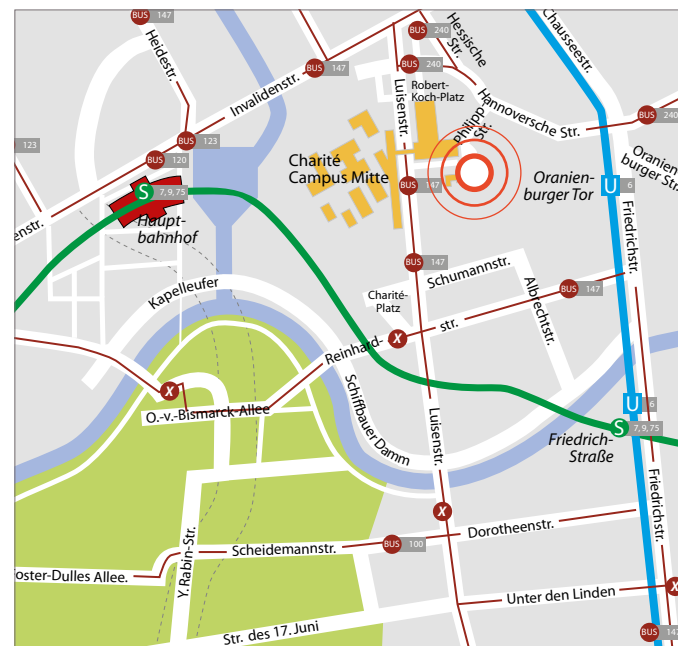 BUS 147
Heidestr.
Invalidenstr.
BUS 147
BUS 240
Hessische
Str.
BUS 240
Chausseestr.
Robert-
Koch-Platz
Hannoversche Str.
Philipp
Str.
Luisenstr.
BUS 240
123
BUS 123
BUS 120
Charité
Campus Mitte
Oranien-
burger Tor
Oranien
burger Str.
U 6
S 7,9,75
Haupt-
bahnhof
enstr.
BUS 147
Friedrichstr.
BUS 147
Schumannstr.
Kapelleufer
Charité-
Platz
BUS 147
Albrechtstr.
X
Reinhard-
str.
X
O.-v.-Bismarck-Allee
Schiffbauer Damm
Luisenstr.
U 6
S 7,9,75
Friedrich-
Straße
Friedrichstr.
X
Dorotheenstr.
BUS 100
Scheidemannstr.
Y.Rabin-Str.
oster-Dulles Allee.
Unter den Linden
X
Str. des 17. Juni
BUS 147